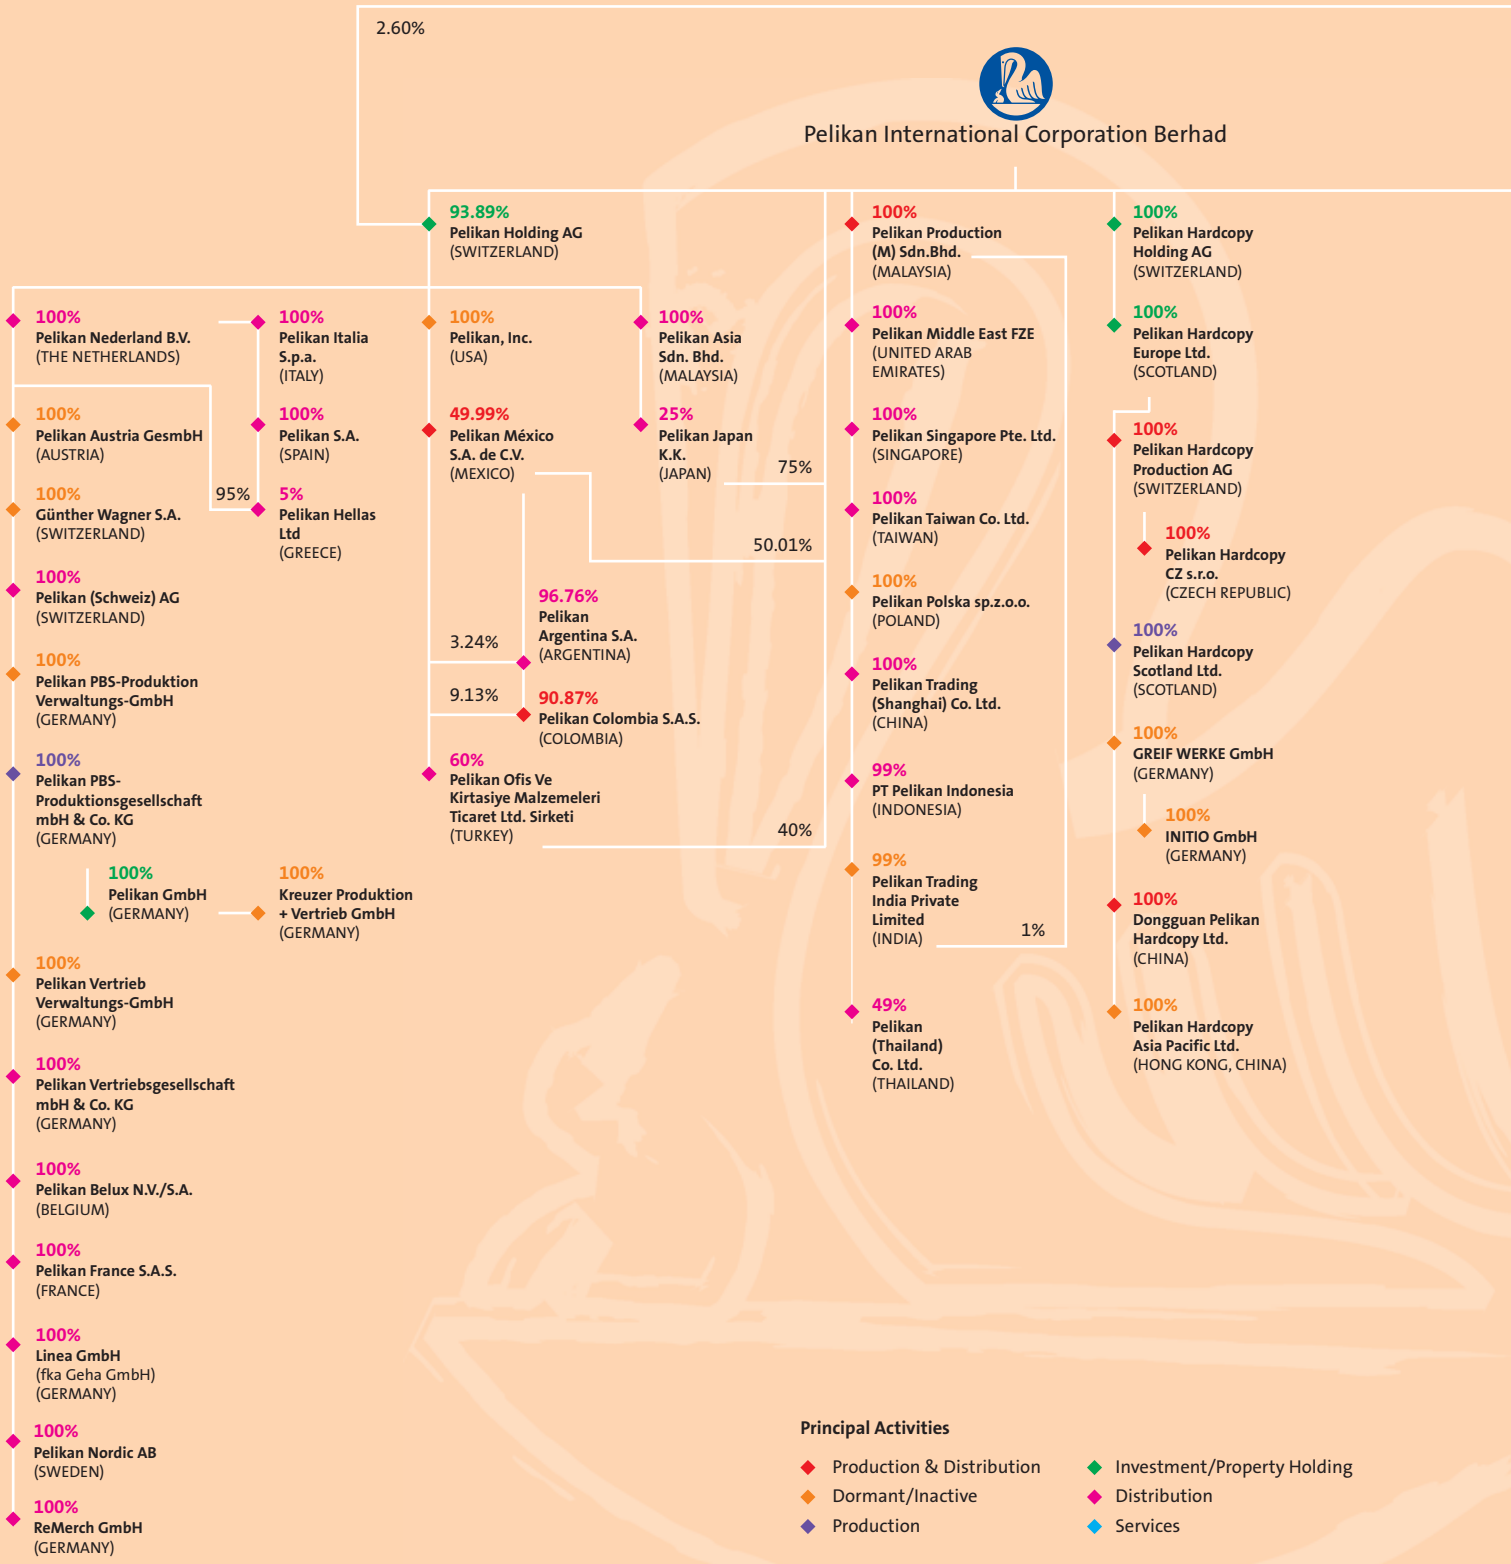 2.60%
Pelikan International Corporation Berhad
93.89%
Pelikan Holding AG
(SWITZERLAND)
100%
Pelikan Nederland B.V.
(THE NETHERLANDS)
100%
Pelikan Austria GesmbH
(AUSTRIA)
100%
Günther Wagner S.A.
(SWITZERLAND)
100%
Pelikan (Schweiz) AG
(SWITZERLAND)
100%
Pelikan PBS-Produktion
Verwaltungs-GmbH
(GERMANY)
100%
Pelikan PBS-
Produktionsgesellschaft
mbH & Co. KG
(GERMANY)
100%
Pelikan GmbH
(GERMANY)
100%
Kreuzer Produktion
+ Vertrieb GmbH
(GERMANY)
100%
Pelikan Vertrieb
Verwaltungs-GmbH
(GERMANY)
100%
Pelikan Vertriebsgesellschaft
mbH & Co. KG
(GERMANY)
100%
Pelikan Belux N.V./S.A.
(BELGIUM)
100%
Pelikan France S.A.S.
(FRANCE)
100%
Linea GmbH
(fka Geha GmbH)
(GERMANY)
100%
Pelikan Nordic AB
(SWEDEN)
100%
ReMerch GmbH
(GERMANY)
100%
Pelikan Italia
S.p.a.
(ITALY)
100%
Pelikan S.A.
(SPAIN)
95%
5%
Pelikan Hellas
Ltd
(GREECE)
100%
Pelikan, Inc.
(USA)
49.99%
Pelikan México
S.A. de C.V.
(MEXICO)
50.01%
96.76%
Pelikan
Argentina S.A.
(ARGENTINA)
3.24%
9.13%
90.87%
Pelikan Colombia S.A.S.
(COLOMBIA)
60%
Pelikan Ofis Ve
Kirtasiye Malzemeleri
Ticaret Ltd. Sirketi
(TURKEY)
40%
100%
Pelikan Asia
Sdn. Bhd.
(MALAYSIA)
25%
Pelikan Japan
K.K.
(JAPAN)
75%
100%
Pelikan Production
(M) Sdn.Bhd.
(MALAYSIA)
100%
Pelikan Middle East FZE
(UNITED ARAB
EMIRATES)
100%
Pelikan Singapore Pte. Ltd.
(SINGAPORE)
100%
Pelikan Taiwan Co. Ltd.
(TAIWAN)
100%
Pelikan Polska sp.z.o.o.
(POLAND)
100%
Pelikan Trading
(Shanghai) Co. Ltd.
(CHINA)
99%
PT Pelikan Indonesia
(INDONESIA)
99%
Pelikan Trading
India Private
Limited
(INDIA)
1%
49%
Pelikan
(Thailand)
Co. Ltd.
(THAILAND)
100%
Pelikan Hardcopy
Holding AG
(SWITZERLAND)
100%
Pelikan Hardcopy
Europe Ltd.
(SCOTLAND)
100%
Pelikan Hardcopy
Production AG
(SWITZERLAND)
100%
Pelikan Hardcopy
CZ s.r.o.
(CZECH REPUBLIC)
100%
Pelikan Hardcopy
Scotland Ltd.
(SCOTLAND)
100%
GREIF WERKE GmbH
(GERMANY)
100%
INITIO GmbH
(GERMANY)
100%
Dongguan Pelikan
Hardcopy Ltd.
(CHINA)
100%
Pelikan Hardcopy
Asia Pacific Ltd.
(HONG KONG, CHINA)
Principal Activities
Production & Distribution
Dormant/Inactive
Production
Investment/Property Holding
Distribution
Services